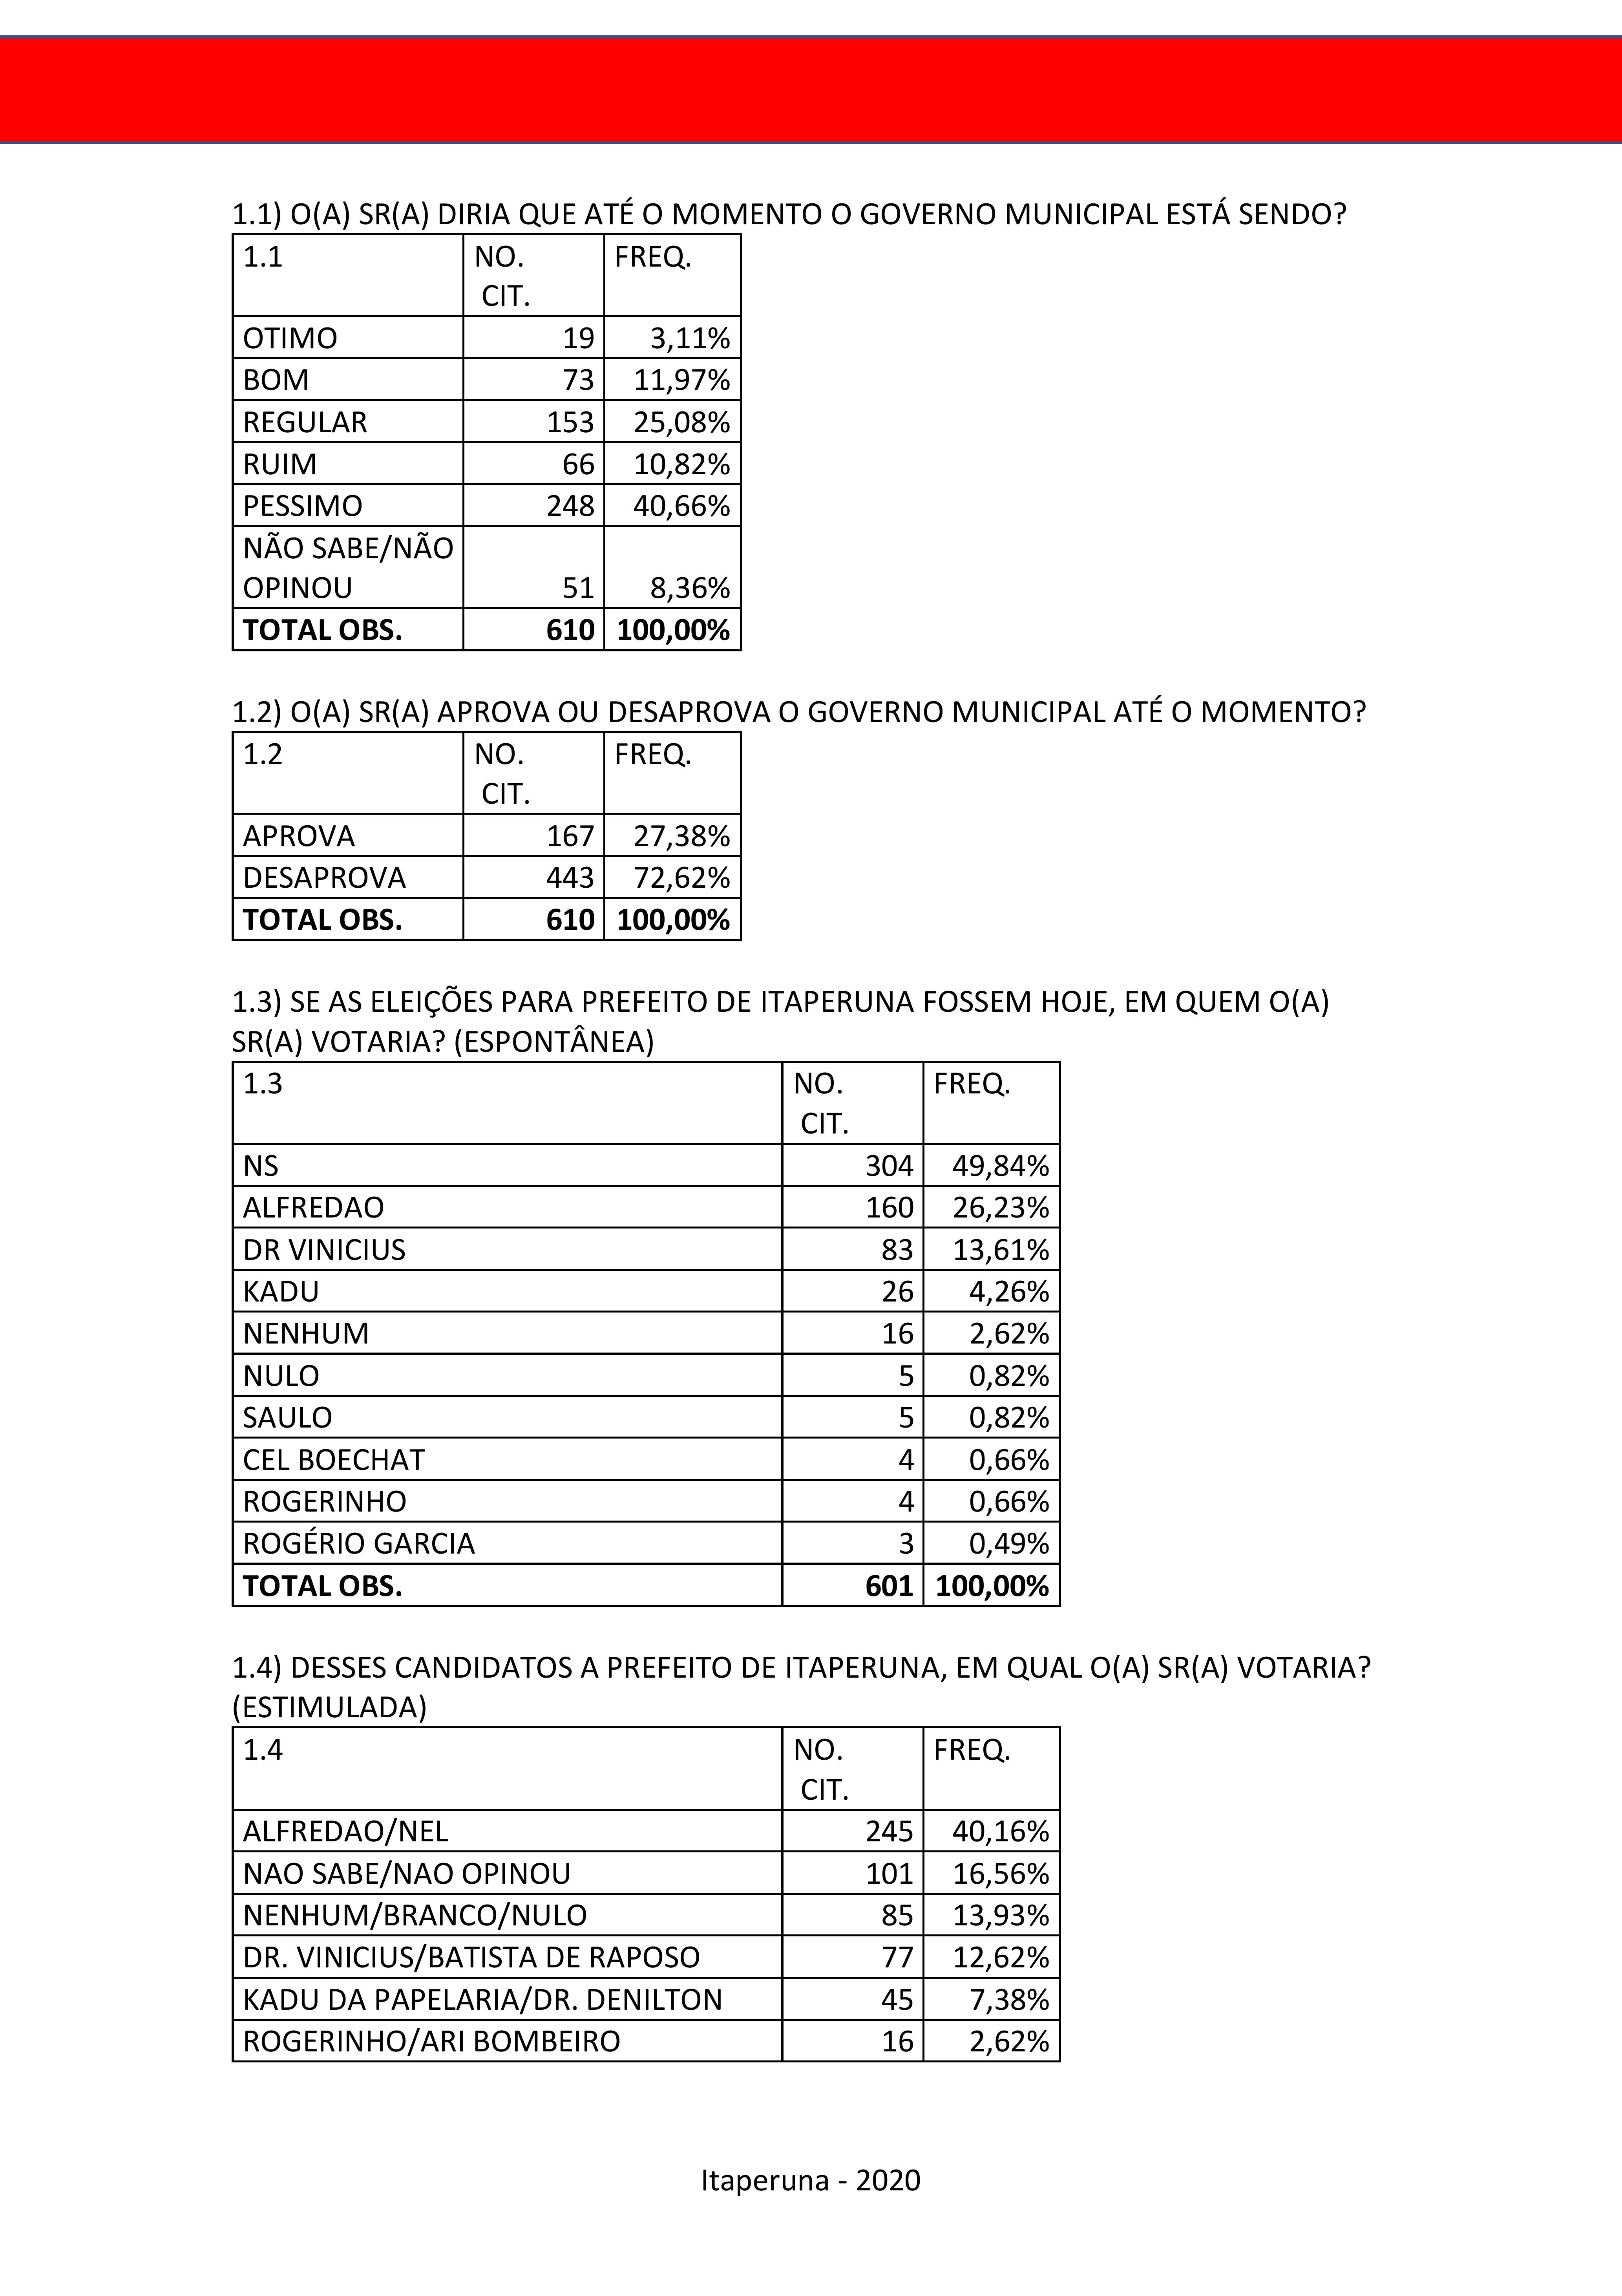 1.1) O(A) SR(A) DIRIA QUE ATÉ O MOMENTO O GOVERNO MUNICIPAL ESTÁ SENDO?
1.1 NO. FREQ.
CIT.
OTIMO 19 3,11%
BOM 73 11,97%
REGULAR 153 25,08%
RUIM 66 10,82%
PESSIMO 248 40,66%
NÃO SABE/NÃO
OPINOU 51 8,36%
TOTAL OBS. 610 100,00%
1.2) O(A) SR(A) APROVA OU DESAPROVA O GOVERNO MUNICIPAL ATÉ O MOMENTO?
1.2 NO. FREQ.
CIT.
APROVA 167 27,38%
DESAPROVA 443 72,62%
TOTAL OBS. 610 100,00%
1.3) SE AS ELEIÇÕES PARA PREFEITO DE ITAPERUNA FOSSEM HOJE, EM QUEM O(A)
SR(A) VOTARIA? (ESPONTÂNEA)
1.3 NO. FREQ.
CIT.
NS 304 49,84%
ALFREDAO 160 26,23%
DR VINICIUS 83 13,61%
KADU 26 4,26%
NENHUM 16 2,62%
NULO 5 0,82%
SAULO 5 0,82%
CEL BOECHAT 4 0,66%
ROGERINHO 4 0,66%
ROGÉRIO GARCIA 3 0,49%
TOTAL OBS. 601 100,00%
1.4) DESSES CANDIDATOS A PREFEITO DE ITAPERUNA, EM QUAL O(A) SR(A) VOTARIA?
(ESTIMULADA)
1.4 NO. FREQ.
CIT.
ALFREDAO/NEL 245 40,16%
NAO SABE/NAO OPINOU 101 16,56%
NENHUM/BRANCO/NULO 85 13,93%
DR. VINICIUS/BATISTA DE RAPOSO 77 12,62%
KADU DA PAPELARIA/DR. DENILTON 45 7,38%
ROGERINHO/ARI BOMBEIRO 16 2,62%
Itaperuna - 2020